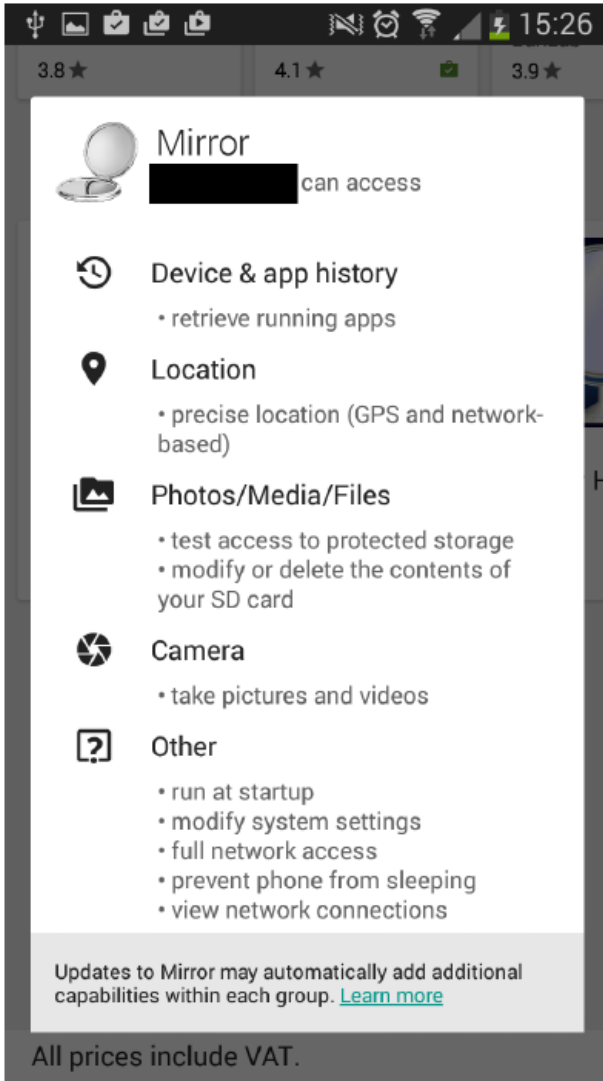 15:26
3.8★ 4.1★ 3.9★
Mirror
can access
Device & app history
• retrieve running apps
Location
• precise location (GPS and network-
based)
Photos/Media/Files
• test access to protected storage
• modify or delete the contents of
your SD card
Camera
• take pictures and videos
Other
• run at startup
• modify system settings
• full network access
• prevent phone from sleeping
• view network connections
Updates to Mirror may automatically add additional
capabilities within each group. Learn more
All prices include VAT.